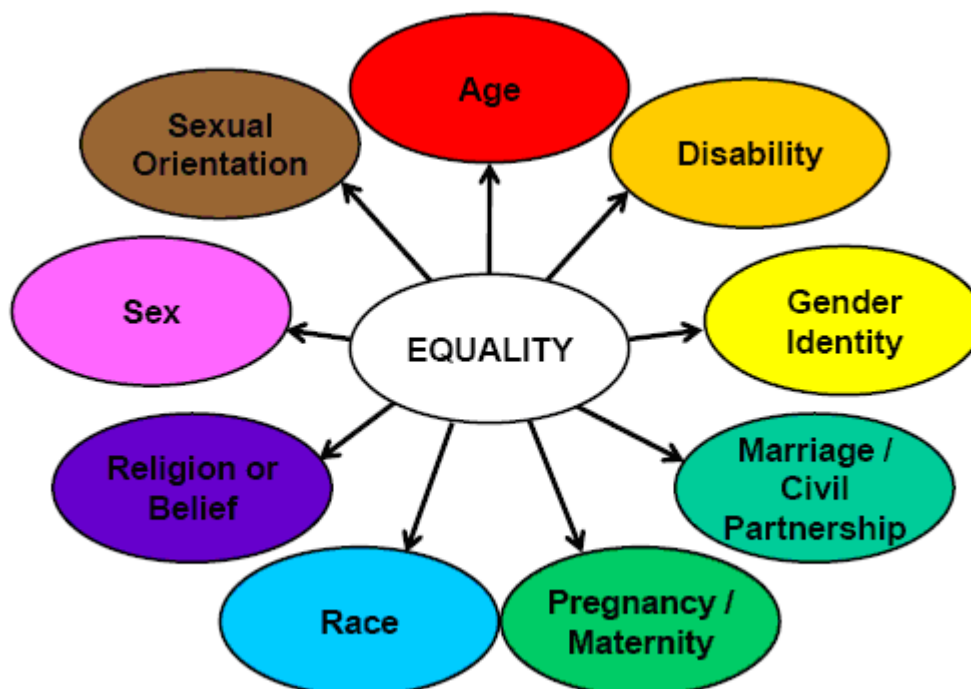 Age
Disability
Gender
Identity
Marriage /
Civil
Partnership
Pregnancy /
Maternity
Race
Religion or
Belief
Sex
Sexual
Orientation
EQUALITY